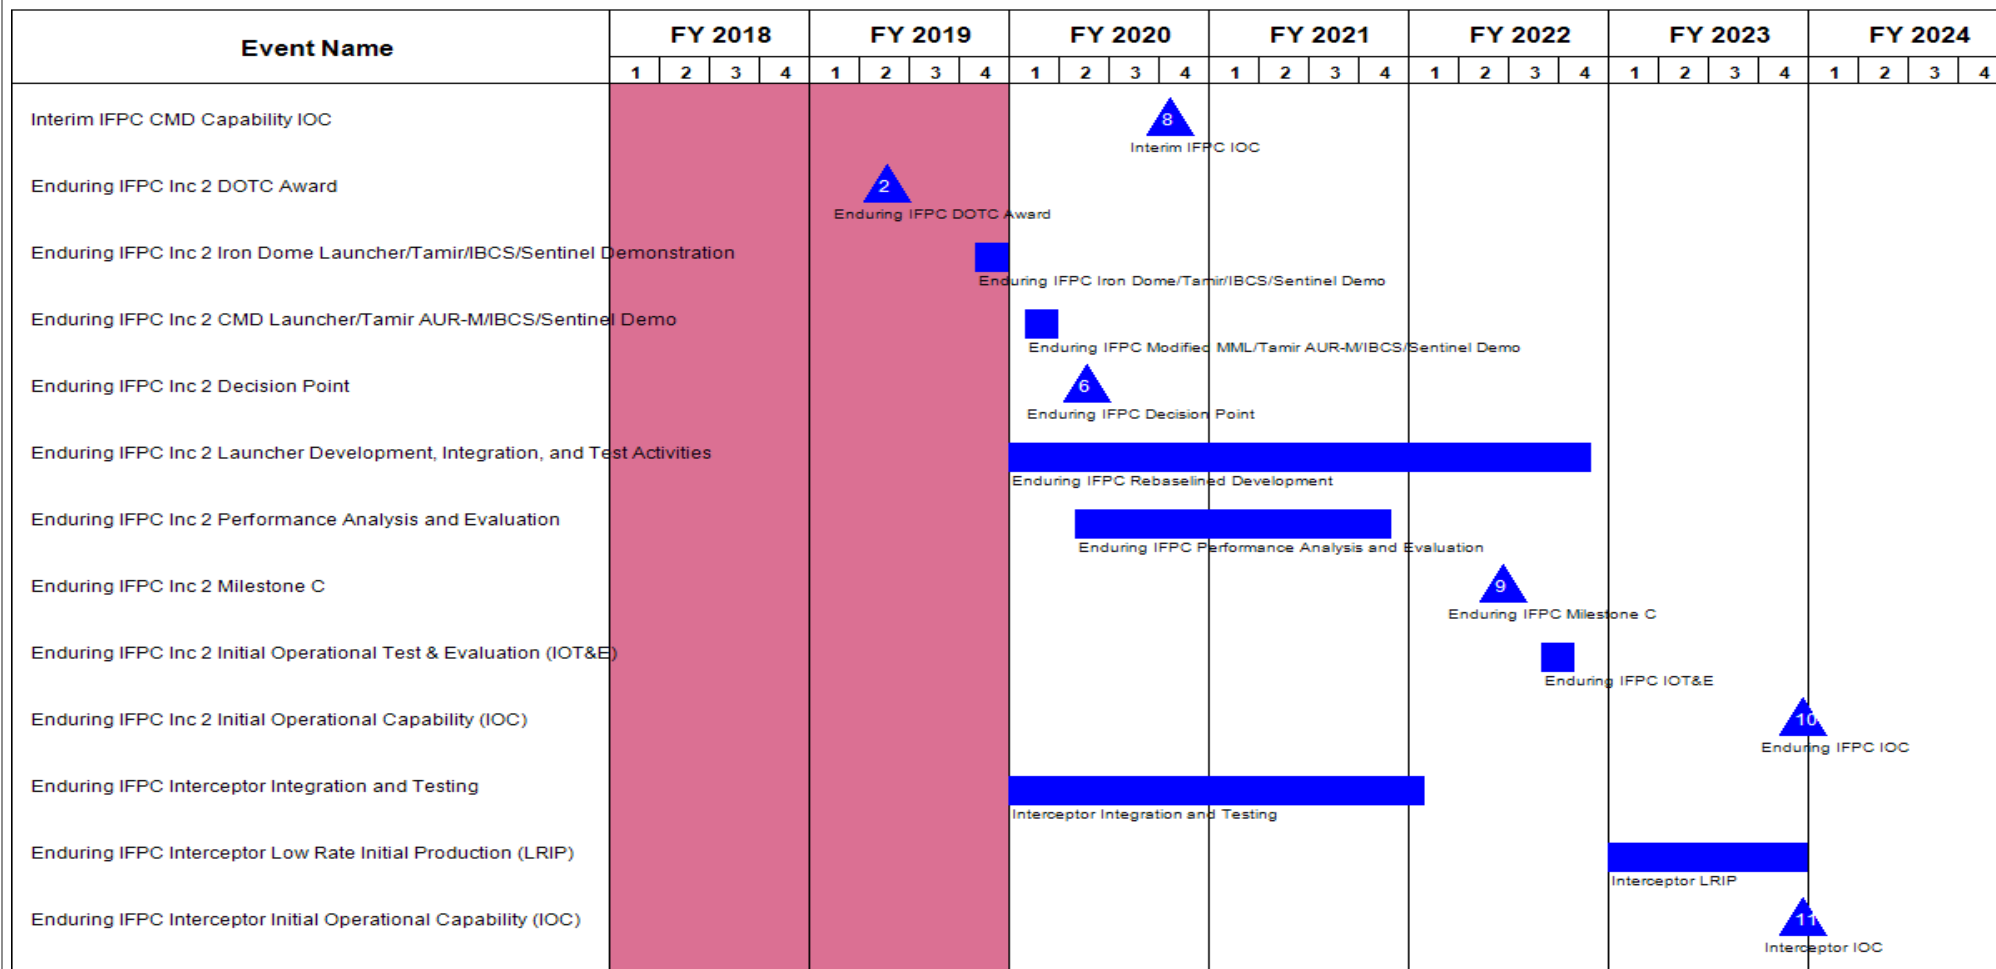 Event Name
FY 2018 FY 2019 FY 2020 FY 2021 FY 2022 FY 2023 FY 2024
1 2 3 4 1 2 3 4 1 2 3 4 1 2 3 4 1 2 3 4 1 2 3 4 1 2 3 4
Interim IFPC CMD Capability IOC
8
Interim IFPC IOC
Enduring IFPC Inc 2 DOTC Award
2
Enduring IFPC DOTC Award
Enduring IFPC Inc 2 Iron Dome Launcher/Tamir/IBCS/Sentinel Demonstration
Enduring IFPC Iron Dome/Tamir/IBCS/Sentinel Demo
Enduring IFPC Inc 2 CMD Launcher/Tamir AUR-M/IBCS/Sentinel Demo
Enduring IFPC Modified MML/Tamir AUR-M/IBCS/Sentinel Demo
Enduring IFPC Inc 2 Decision Point
6
Enduring IFPC Decision Point
Enduring IFPC Inc 2 Launcher Development, Integration, and Test Activities
Enduring IFPC Rebaselined Development
Enduring IFPC Inc 2 Performance Analysis and Evaluation
Enduring IFPC Performance Analysis and Evaluation
Enduring IFPC Inc 2 Milestone C
9
Enduring IFPC Milestone C
Enduring IFPC Inc 2 Initial Operational Test & Evaluation (IOT&E)
Enduring IFPC IOT&E
Enduring IFPC Inc 2 Initial Operational Capability (IOC)
10
Enduring IFPC IOC
Enduring IFPC Interceptor Integration and Testing
Interceptor Integration and Testing
Enduring IFPC Interceptor Low Rate Initial Production (LRIP)
Interceptor LRIP
Enduring IFPC Interceptor Initial Operational Capability (IOC)
11
Interceptor IOC